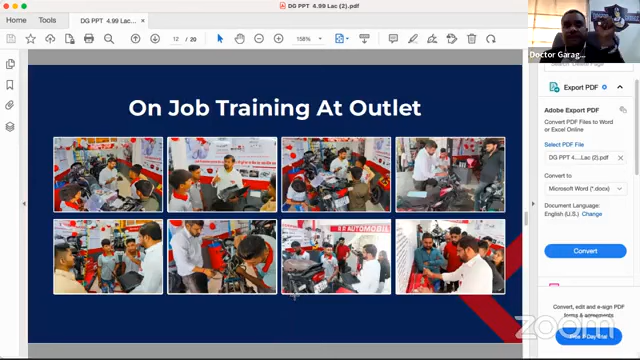 DG PPT 4.99 Lac (2).pdf
Home
Tools
DG PPT 4.99 Lac...
×
12
/
20
158%
Doctor Garag...
On Job Training At Outlet
R AUTOMOBIL
Export PDF
Adobe Export PDF
Convert PDF Files to Word
or Excel Online
Select PDF File
DG PPT 4....Lac (2).pdf
Convert to
Microsoft Word (*.docx)
Document Language:
English (U.S.) Change
Convert
Convert, edit and e-sign PDF
forms & agreements
zoom